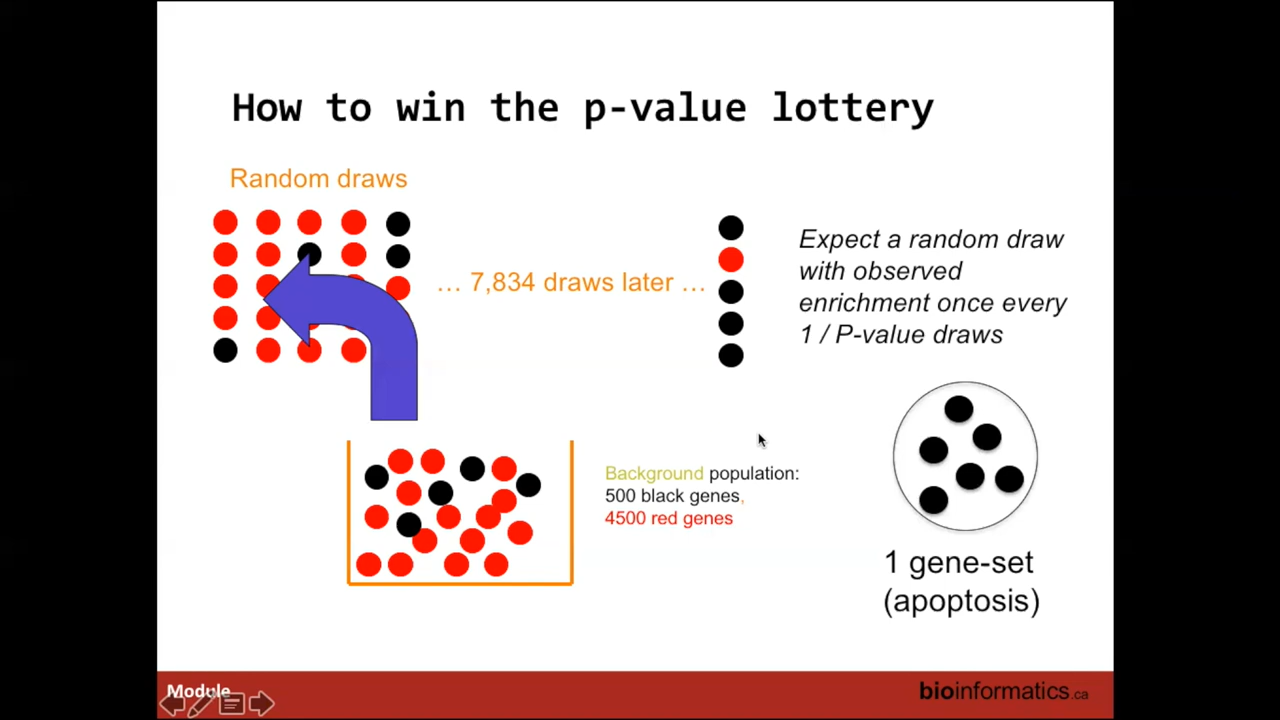 How to win the p-value lottery
Random draws
… 7,834 draws later …
Expect a random draw
with observed
enrichment once every
1 / P-value draws
Background population:
500 black genes,
4500 red genes
1 gene-set
(apoptosis)
Module
bioinformatics.ca